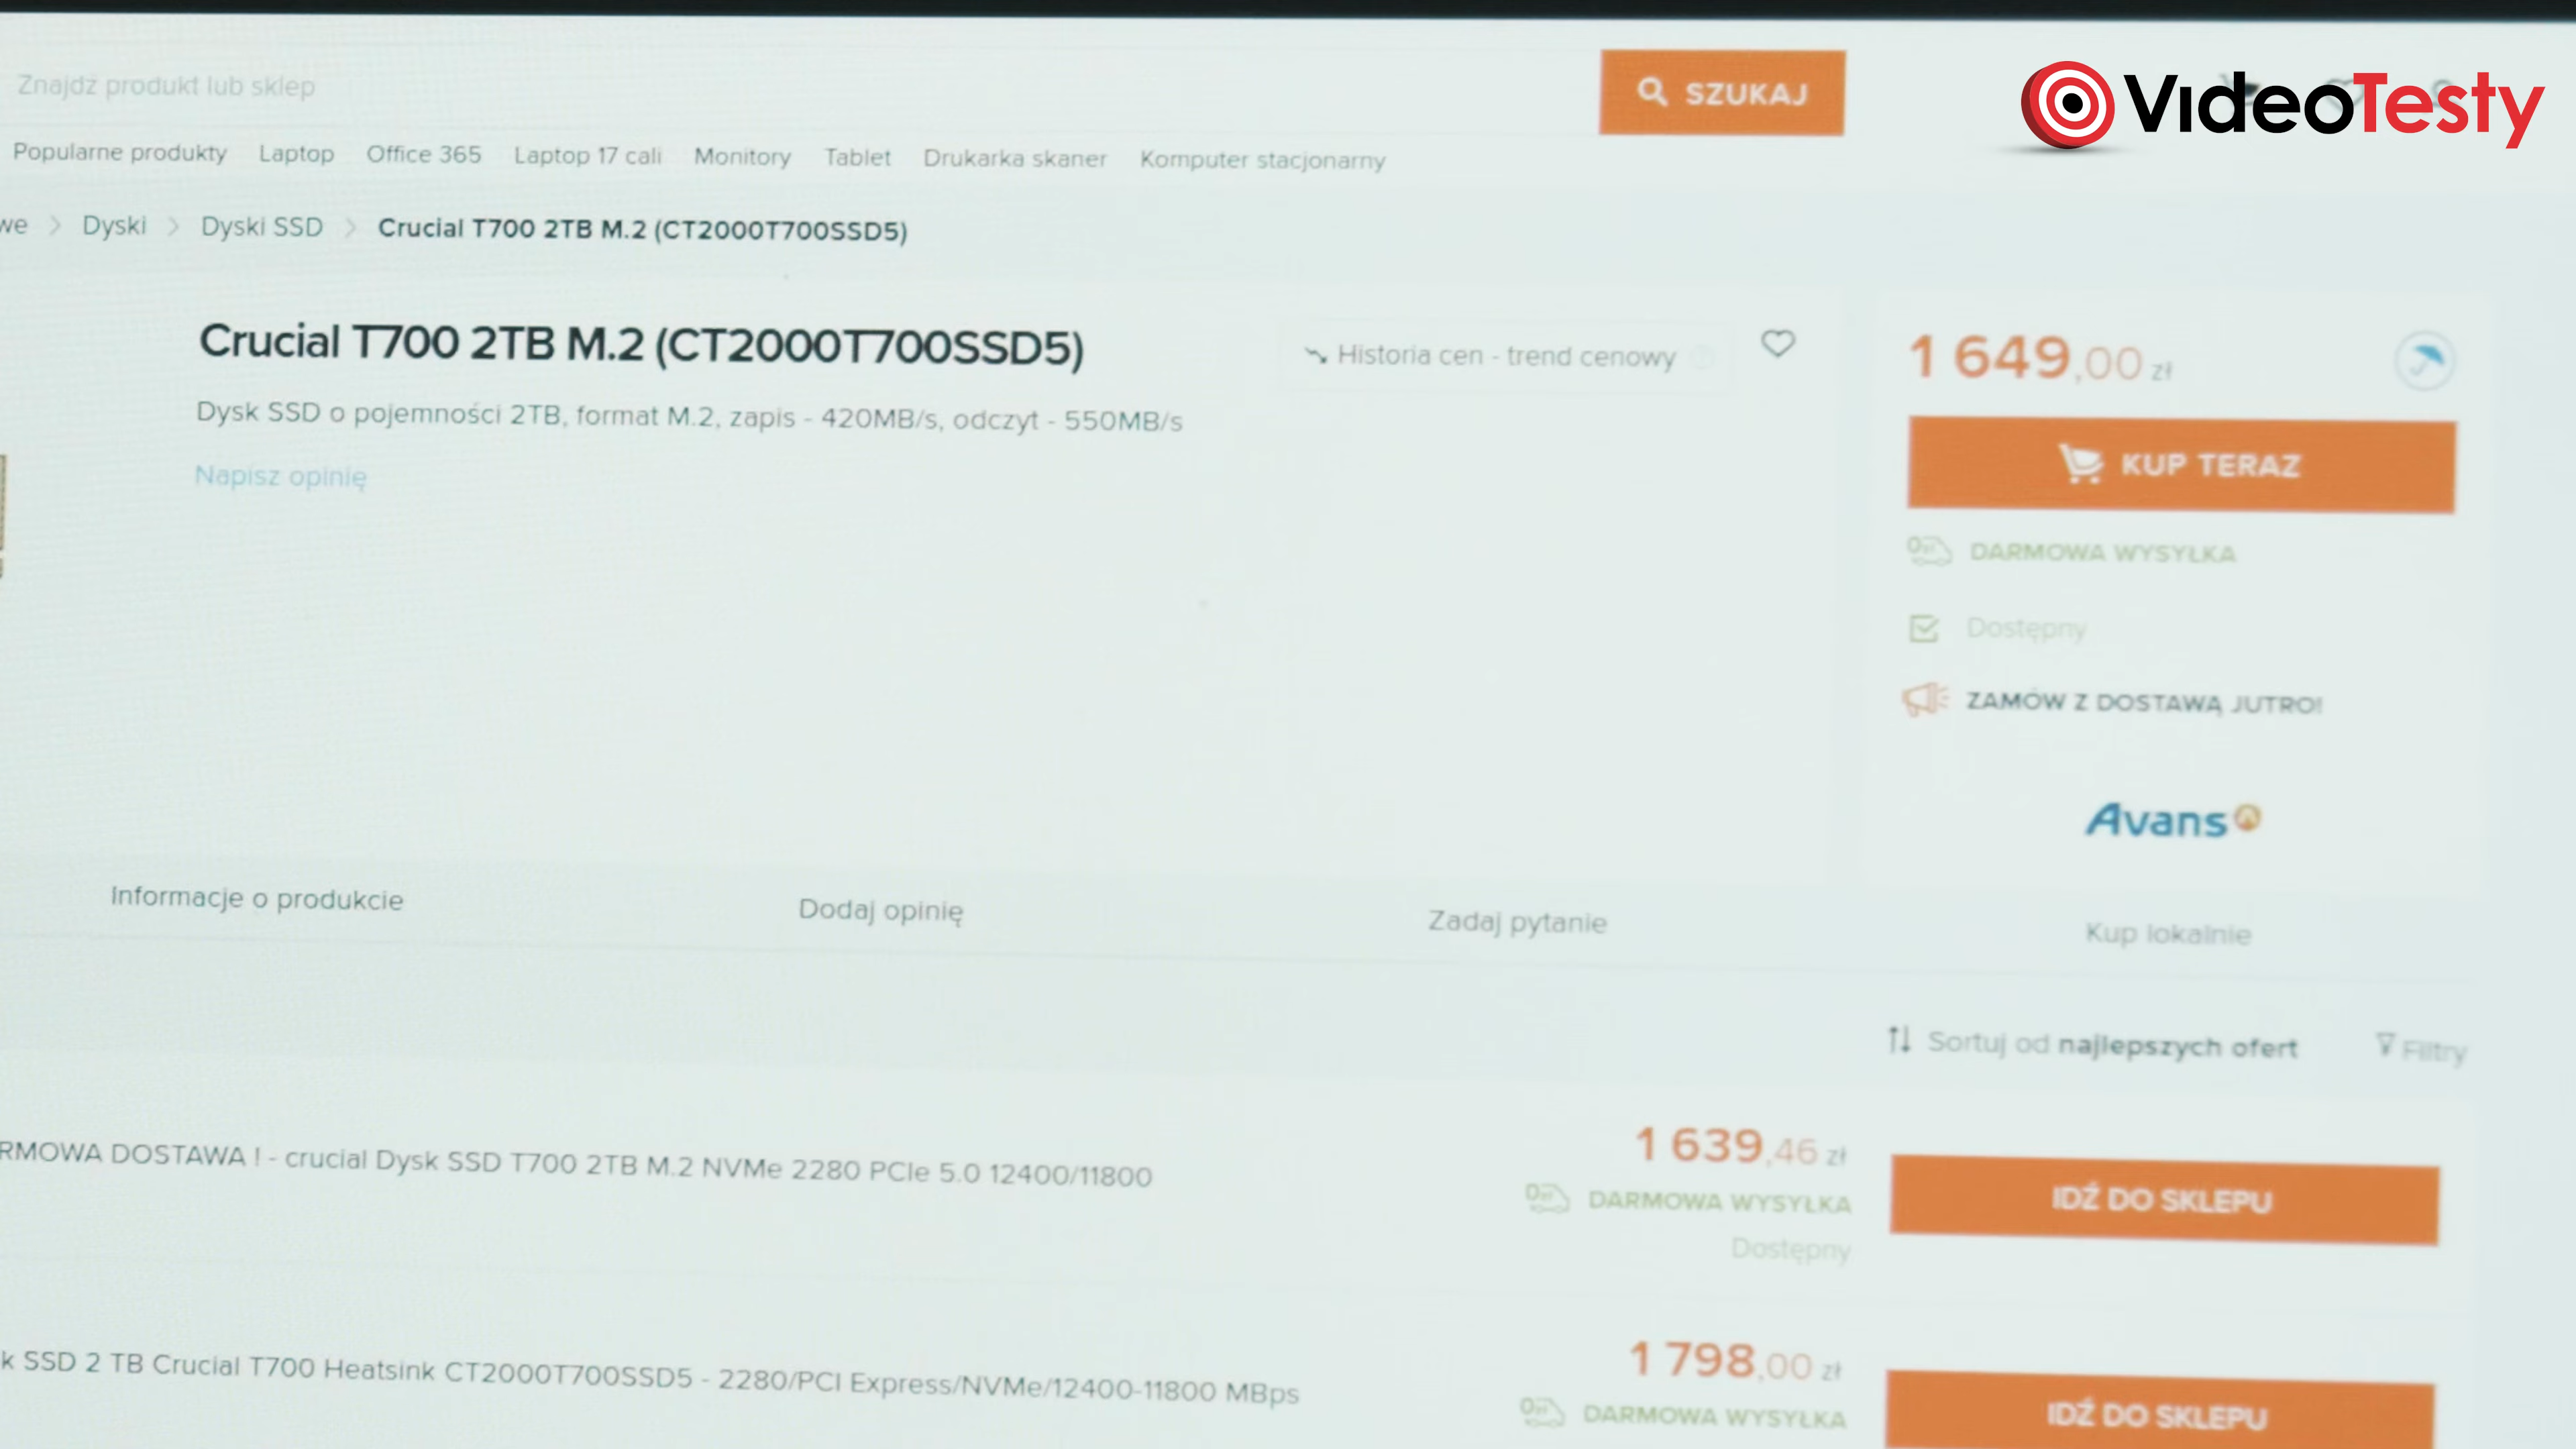 Znajdz produkt lub sklep
SZUKAJ
VideoTesty
Popularne produkty Laptop Office 365 Laptop 17 cali Monitory Tablet Drukarka skaner Komputer stacjonarny
we > Dyski > Dyski SSD > Crucial T700 2TB M.2 (CT2000T700SSD5)
Crucial T700 2TB M.2 (CT2000T700SSD5)
Historia cen - trend cenowy
1 649,00 zł
Dysk SSD o pojemności 2TB, format M.2, zapis - 420MB/s, odczyt - 550MB/s
KUP TERAZ
Napisz opinię
DARMOWA WYSYŁKA
Dostępny
ZAMÓW Z DOSTAWĄ JUTRO!
Avans
Informacje o produkcie Dodaj opinię Zadaj pytanie Kup lokalnie
Sortuj od najlepszych ofert Filtry
RMOWA DOSTAWA ! - crucial Dysk SSD T700 2TB M.2 NVMe 2280 PCIe 5.0 12400/11800
1 639,46 zł
DARMOWA WYSYŁKA
Dostępny
IDŹ DO SKLEPU
k SSD 2 TB Crucial T700 Heatsink CT2000T700SSD5 - 2280/PCI Express/NVMe/12400-11800 MBps
1 798,00 zł
DARMOWA WYSYŁKA
IDŹ DO SKLEPU